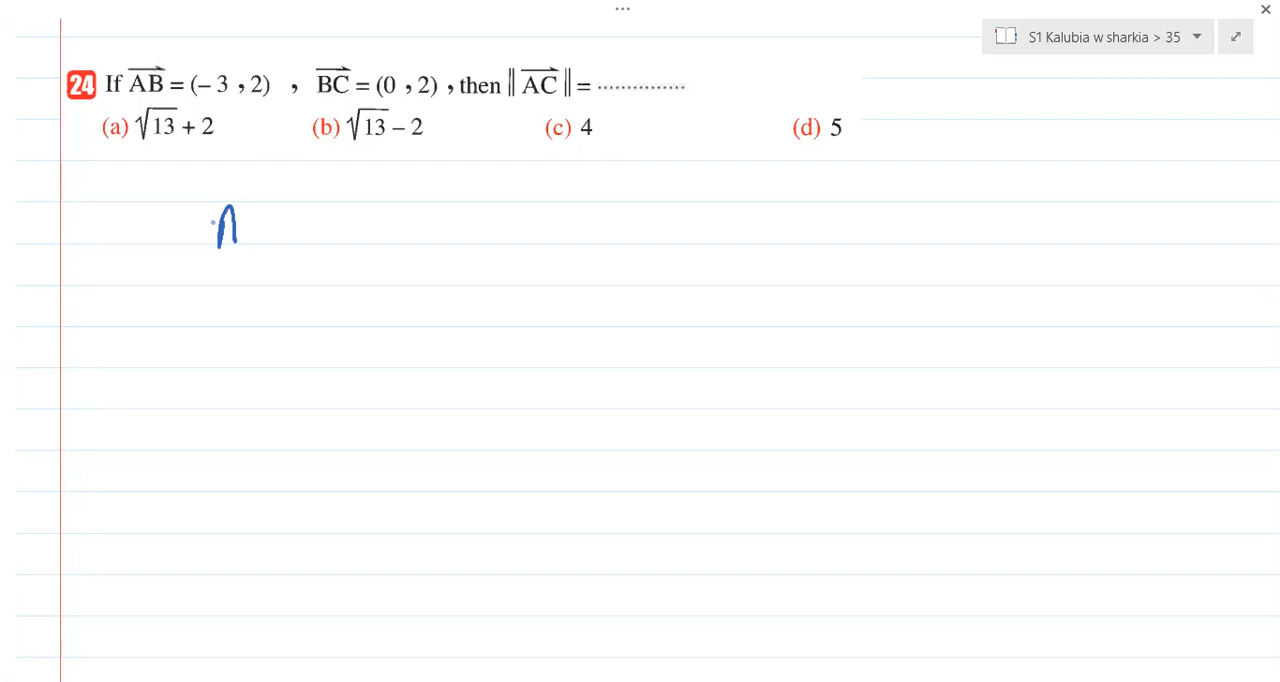 S1 Kalubia w sharkia > 35
24 If AB = (– 3 , 2) , BC = (0 , 2) , then ‖ AC ‖ = ...............
(a) √13 + 2 (b) √13 – 2 (c) 4 (d) 5